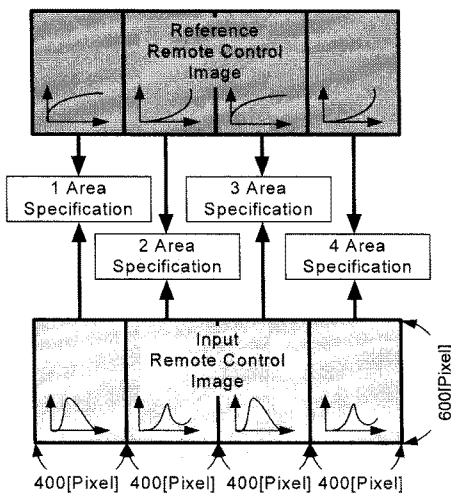 Reference
Remote Control
Image
1 Area
Specification
3 Area
Specification
2 Area
Specification
4 Area
Specification
Input
Remote Control
Image
600[Pixel]
400[Pixel] 400[Pixel] 400[Pixel] 400[Pixel]